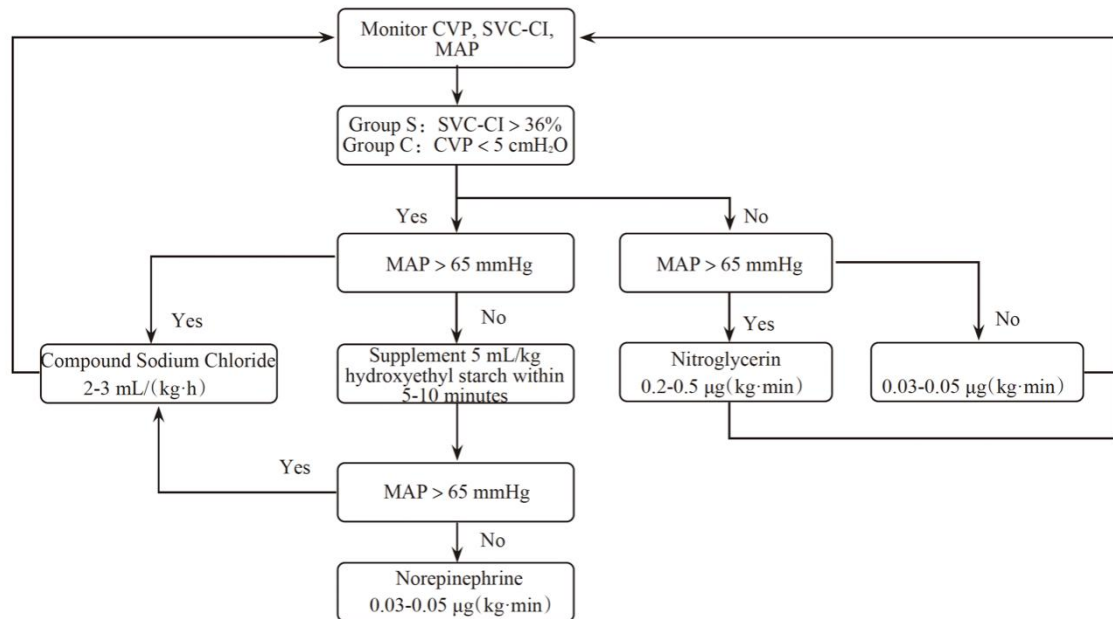 Monitor CVP, SVC-CI,
MAP
Group S：SVC-CI > 36%
Group C：CVP < 5 cmH₂O
Yes
No
MAP > 65 mmHg
MAP > 65 mmHg
Yes
No
Yes
No
Compound Sodium Chloride
2-3 mL/(kg·h)
Supplement 5 mL/kg
hydroxyethyl starch within
5-10 minutes
Nitroglycerin
0.2-0.5 μg(kg·min)
0.03-0.05 μg(kg·min)
Yes
MAP > 65 mmHg
No
Norepinephrine
0.03-0.05 μg(kg·min)